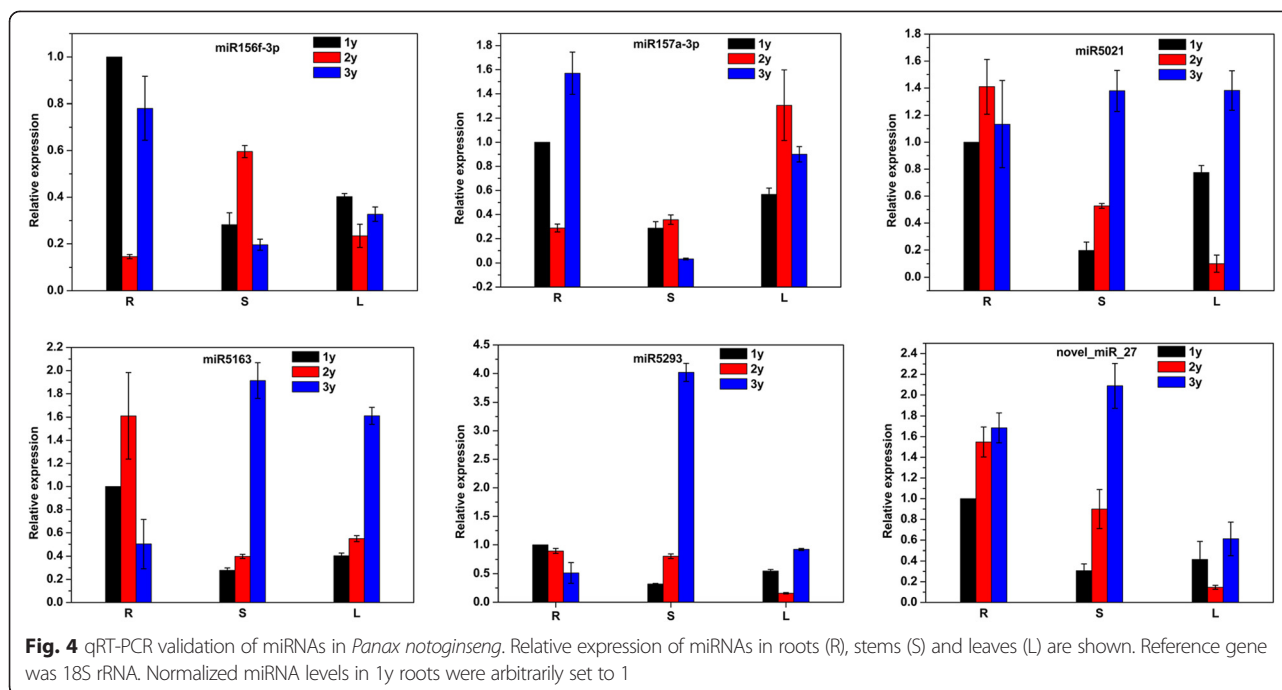 miR156f-3p
1y
2y
3y
Relative expression
1.0
0.8
0.6
0.4
0.2
0.0
R
S
L
miR157a-3p
1y
2y
3y
Relative expression
1.8
1.6
1.4
1.2
1.0
0.8
0.6
0.4
0.2
0.0
-0.2
R
S
L
miR5021
1y
2y
3y
Relative expression
1.8
1.6
1.4
1.2
1.0
0.8
0.6
0.4
0.2
0.0
R
S
L
miR5163
1y
2y
3y
Relative expression
2.2
2.0
1.8
1.6
1.4
1.2
1.0
0.8
0.6
0.4
0.2
0.0
R
S
L
miR5293
1y
2y
3y
Relative expression
4.5
4.0
3.5
3.0
2.5
2.0
1.5
1.0
0.5
0.0
R
S
L
novel_miR_27
1y
2y
3y
Relative expression
2.4
2.2
2.0
1.8
1.6
1.4
1.2
1.0
0.8
0.6
0.4
0.2
0.0
R
S
L
Fig. 4 qRT-PCR validation of miRNAs in Panax notoginseng. Relative expression of miRNAs in roots (R), stems (S) and leaves (L) are shown. Reference gene
was 18S rRNA. Normalized miRNA levels in 1y roots were arbitrarily set to 1